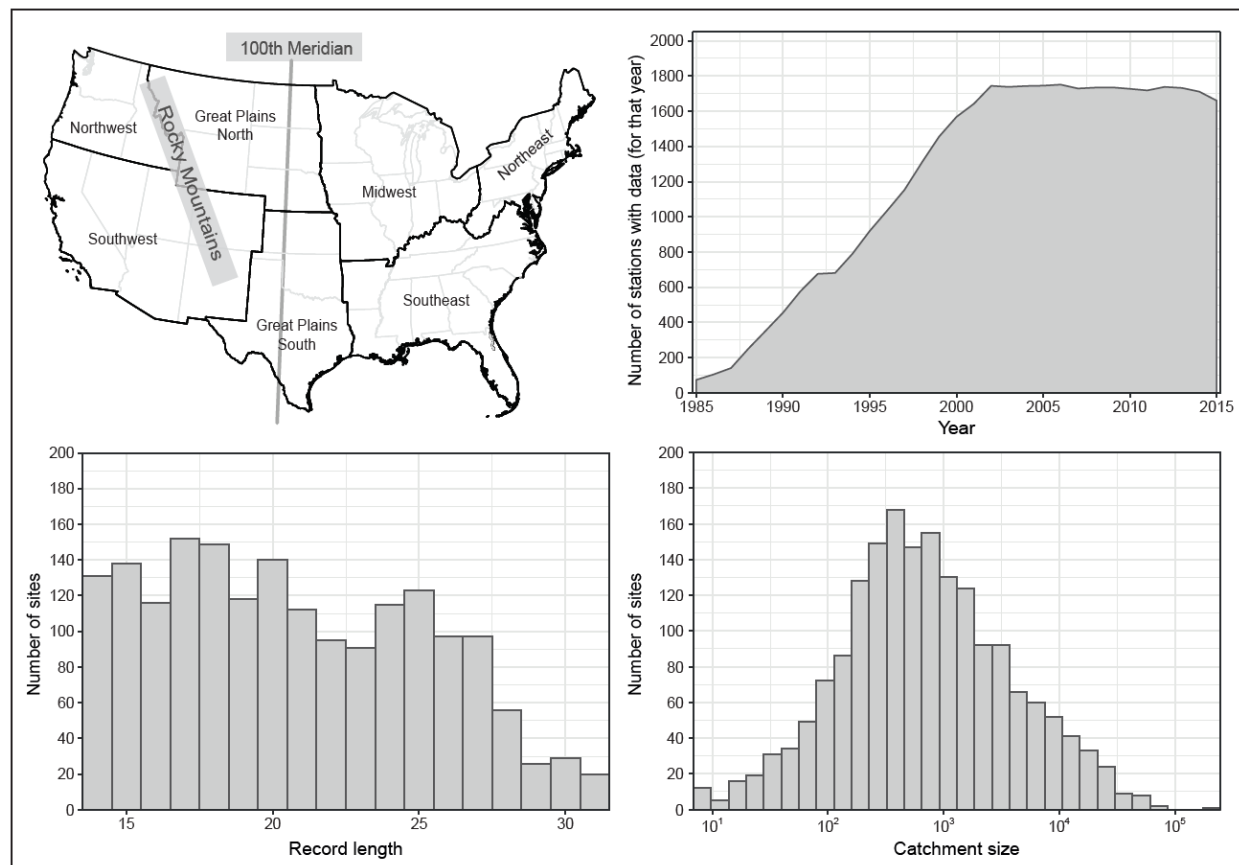 100th Meridian
Northwest
Rocky Mountains
Great Plains
North
Midwest
Northeast
Southwest
Southeast
Great Plains
South
Number of stations with data (for that year)
2000
1800
1600
1400
1200
1000
800
600
400
200
0
1985
1990
1995
2000
2005
2010
2015
Year
Number of sites
200
180
160
140
120
100
80
60
40
20
0
15
20
25
30
Record length
Number of sites
200
180
160
140
120
100
80
60
40
20
0
10¹
10²
10³
10⁴
10⁵
Catchment size